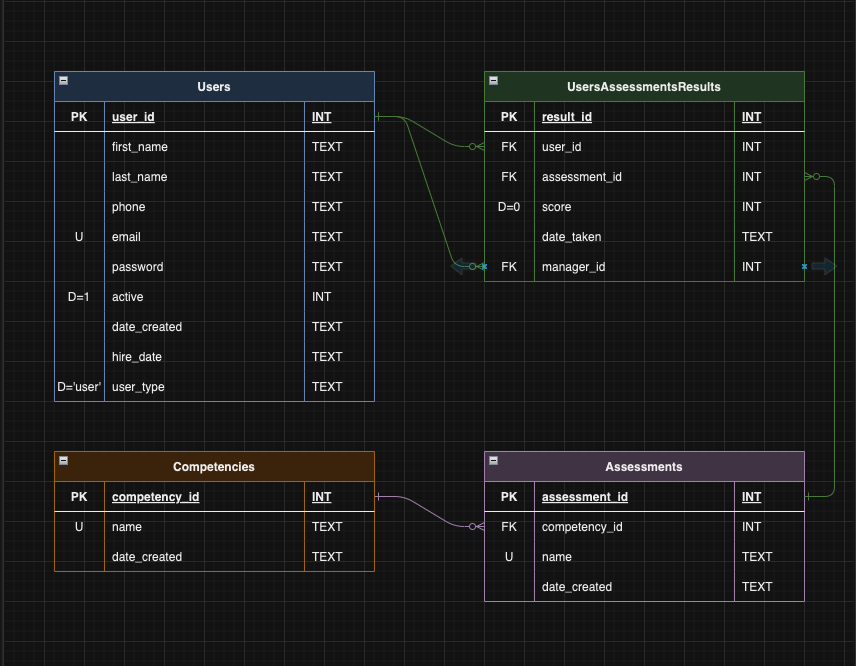 Users
PK user_id INT
first_name TEXT
last_name TEXT
phone TEXT
U email TEXT
password TEXT
D=1 active INT
date_created TEXT
hire_date TEXT
D='user' user_type TEXT
UsersAssessmentsResults
PK result_id INT
FK user_id INT
FK assessment_id INT
D=0 score INT
date_taken TEXT
FK manager_id INT
Competencies
PK competency_id INT
U name TEXT
date_created TEXT
Assessments
PK assessment_id INT
FK competency_id INT
U name TEXT
date_created TEXT